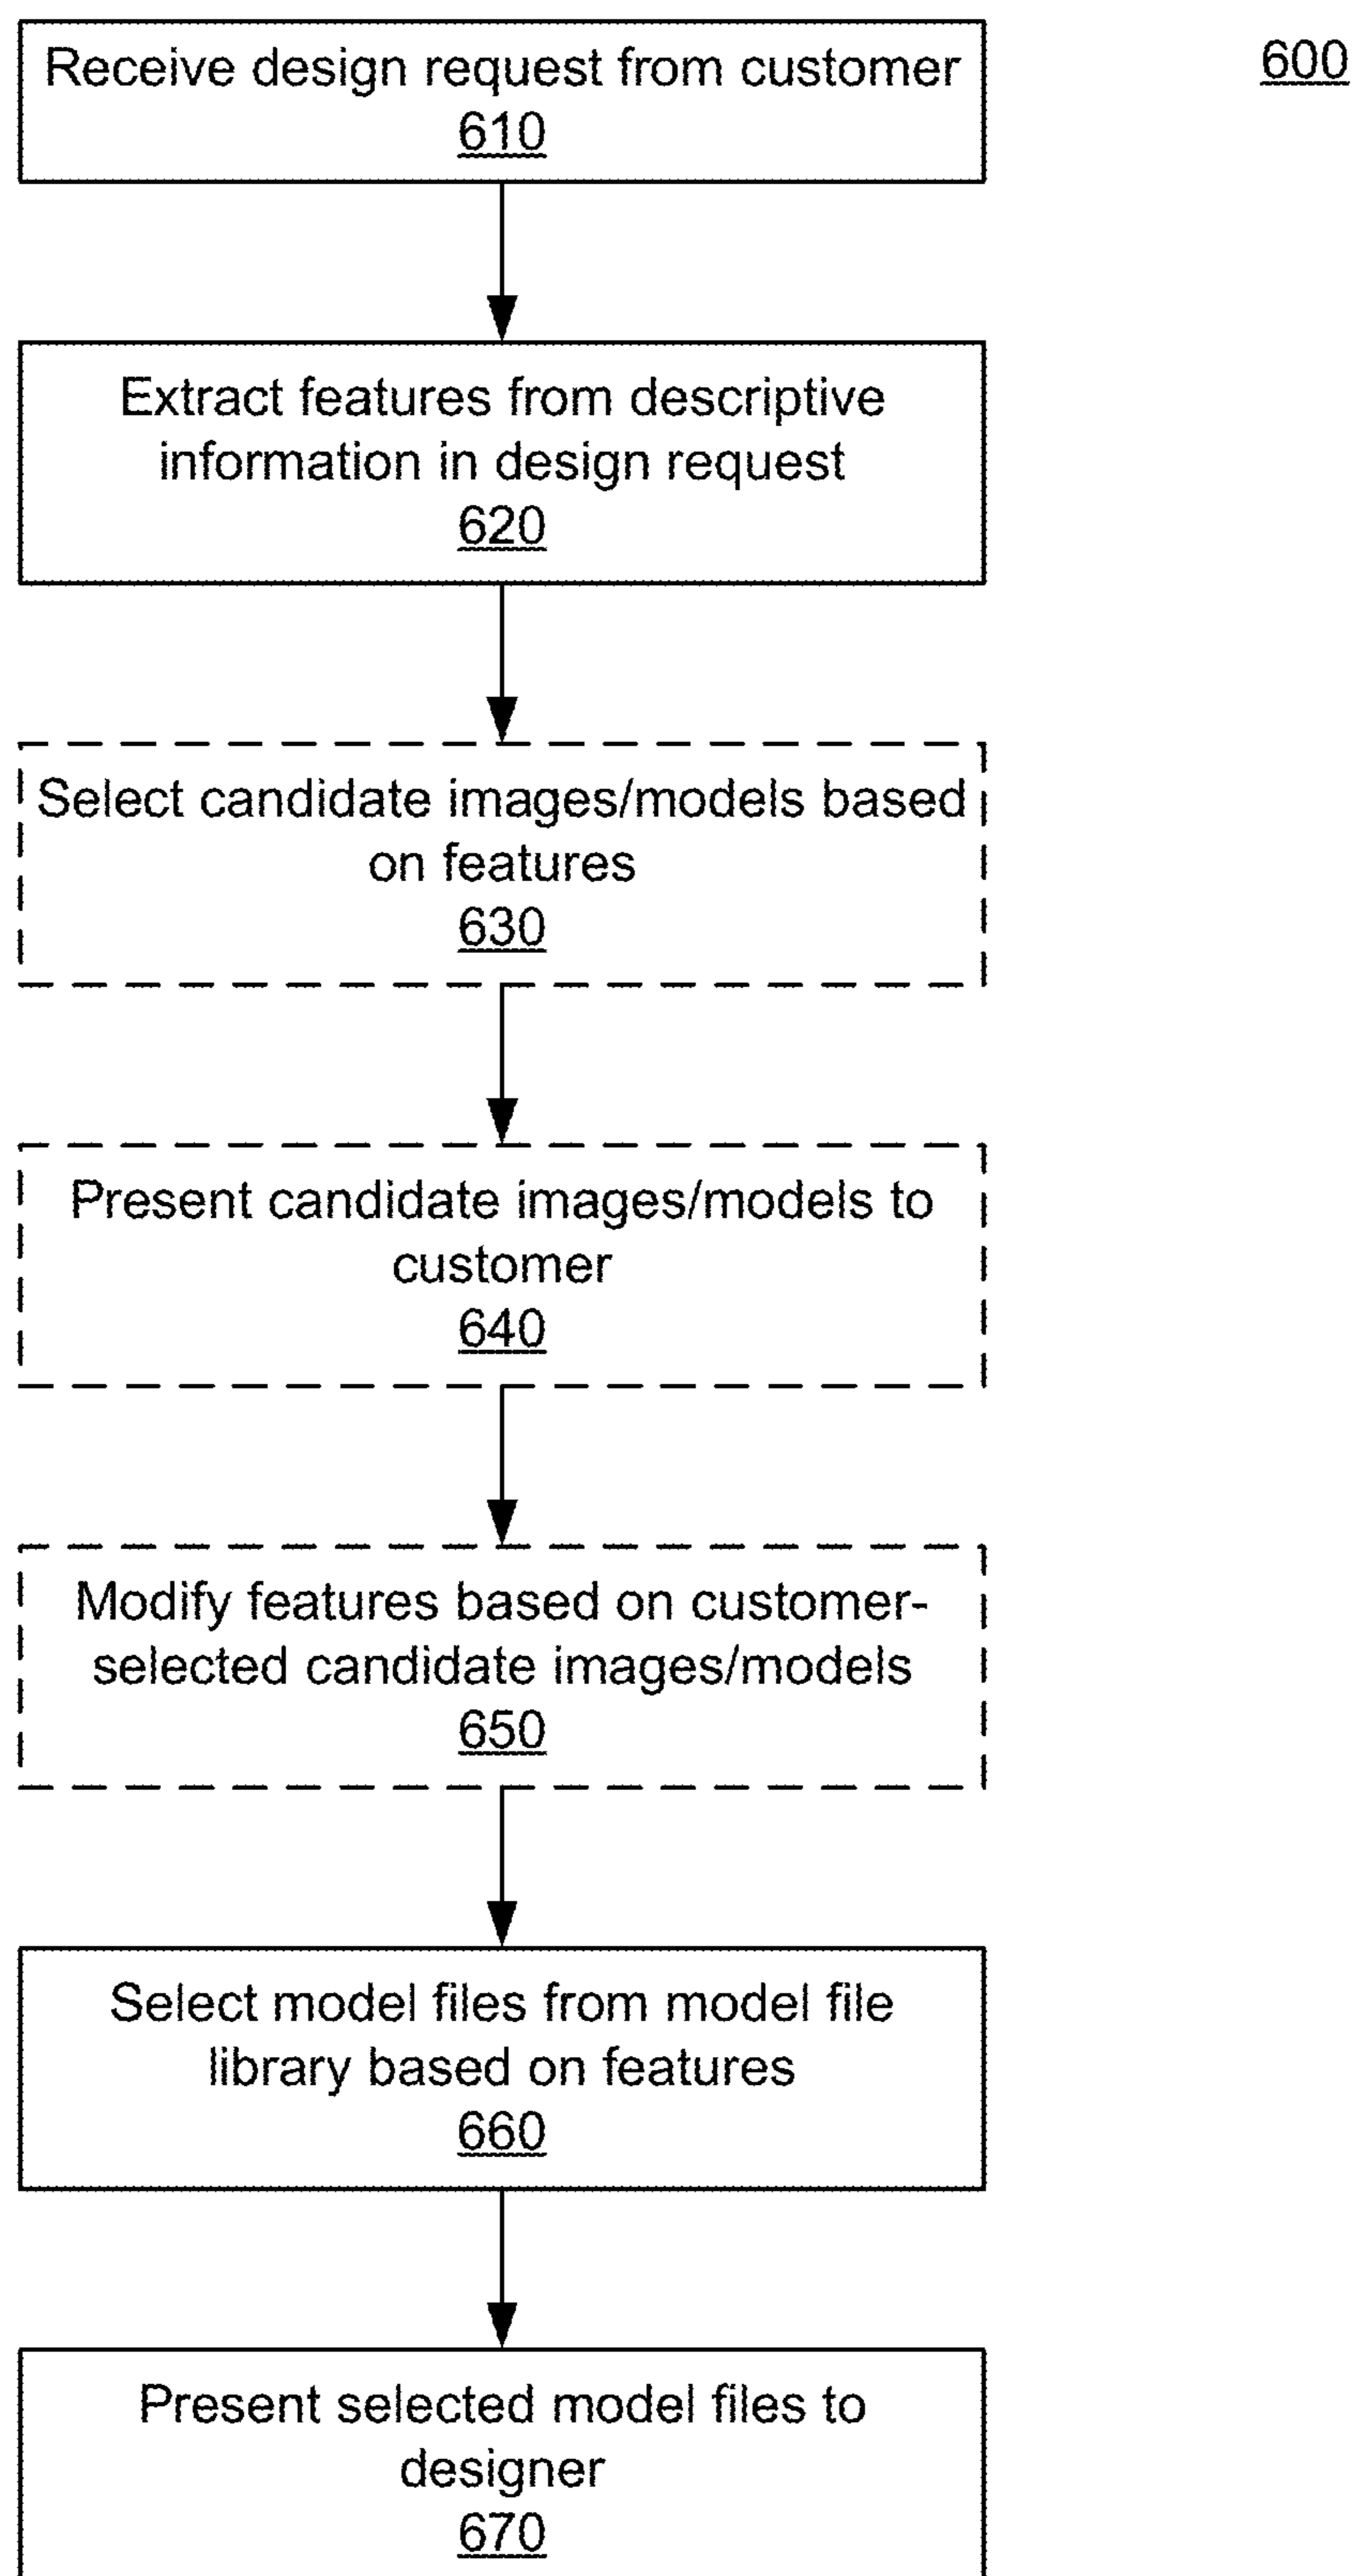 Receive design request from customer
600
610
Extract features from descriptive
information in design request
620
Select candidate images/models based
on features
630
Present candidate images/models to
customer
640
Modify features based on customer-
selected candidate images/models
650
Select model files from model file
library based on features
660
Present selected model files to
designer
670